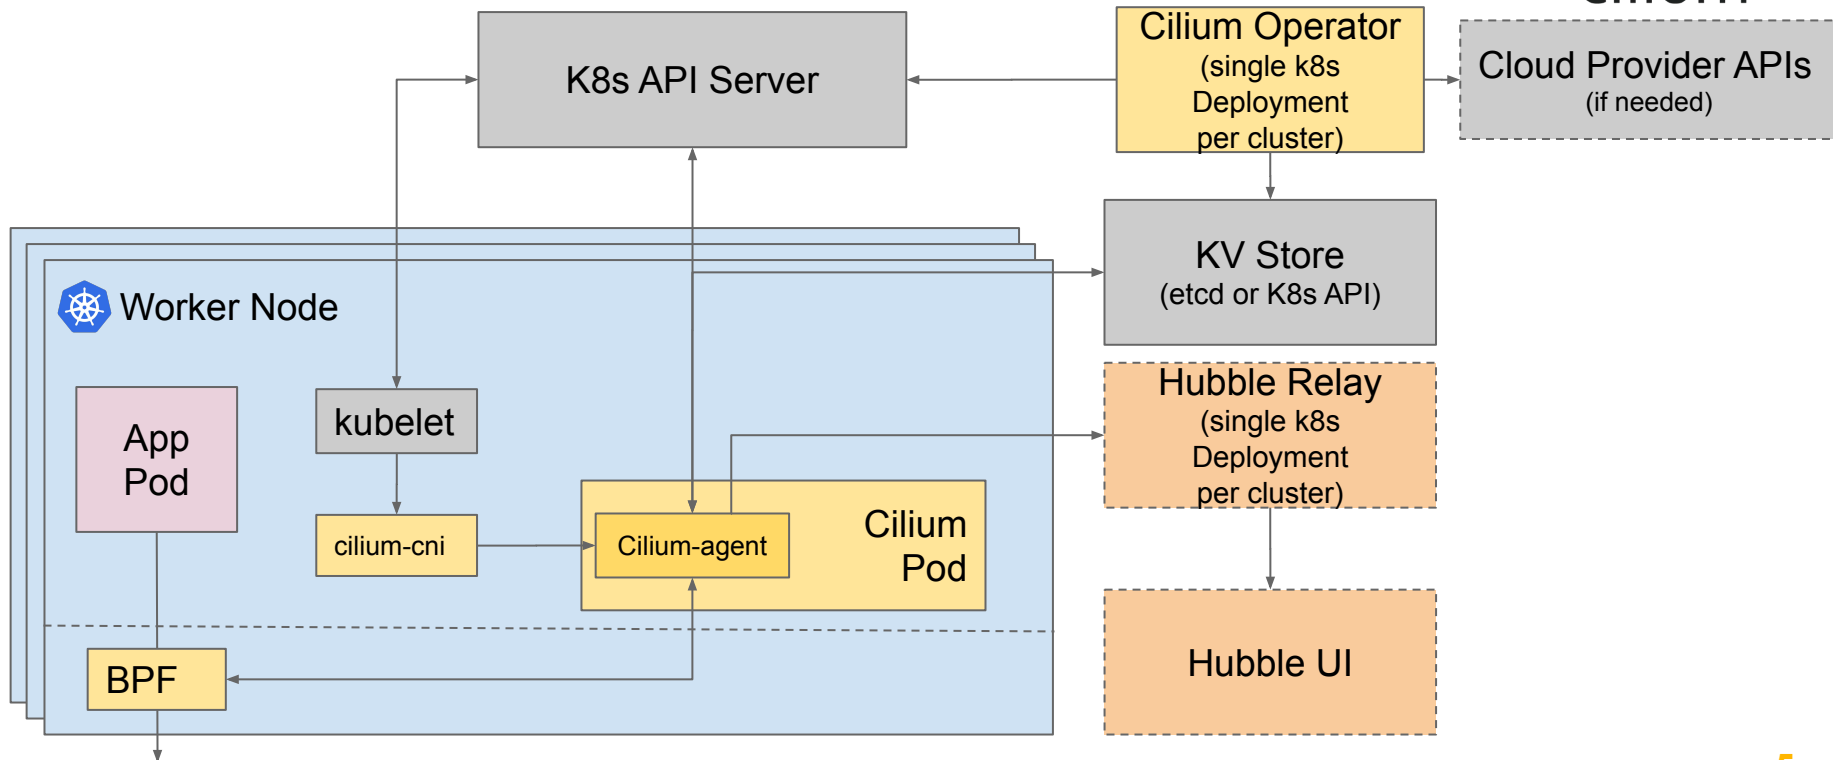 K8s API Server
Cilium Operator
(single k8s
Deployment
per cluster)
Cloud Provider APIs
(if needed)
KV Store
(etcd or K8s API)
Worker Node
Hubble Relay
(single k8s
Deployment
per cluster)
App
Pod
kubelet
cilium-cni
Cilium-agent
Cilium
Pod
BPF
Hubble UI